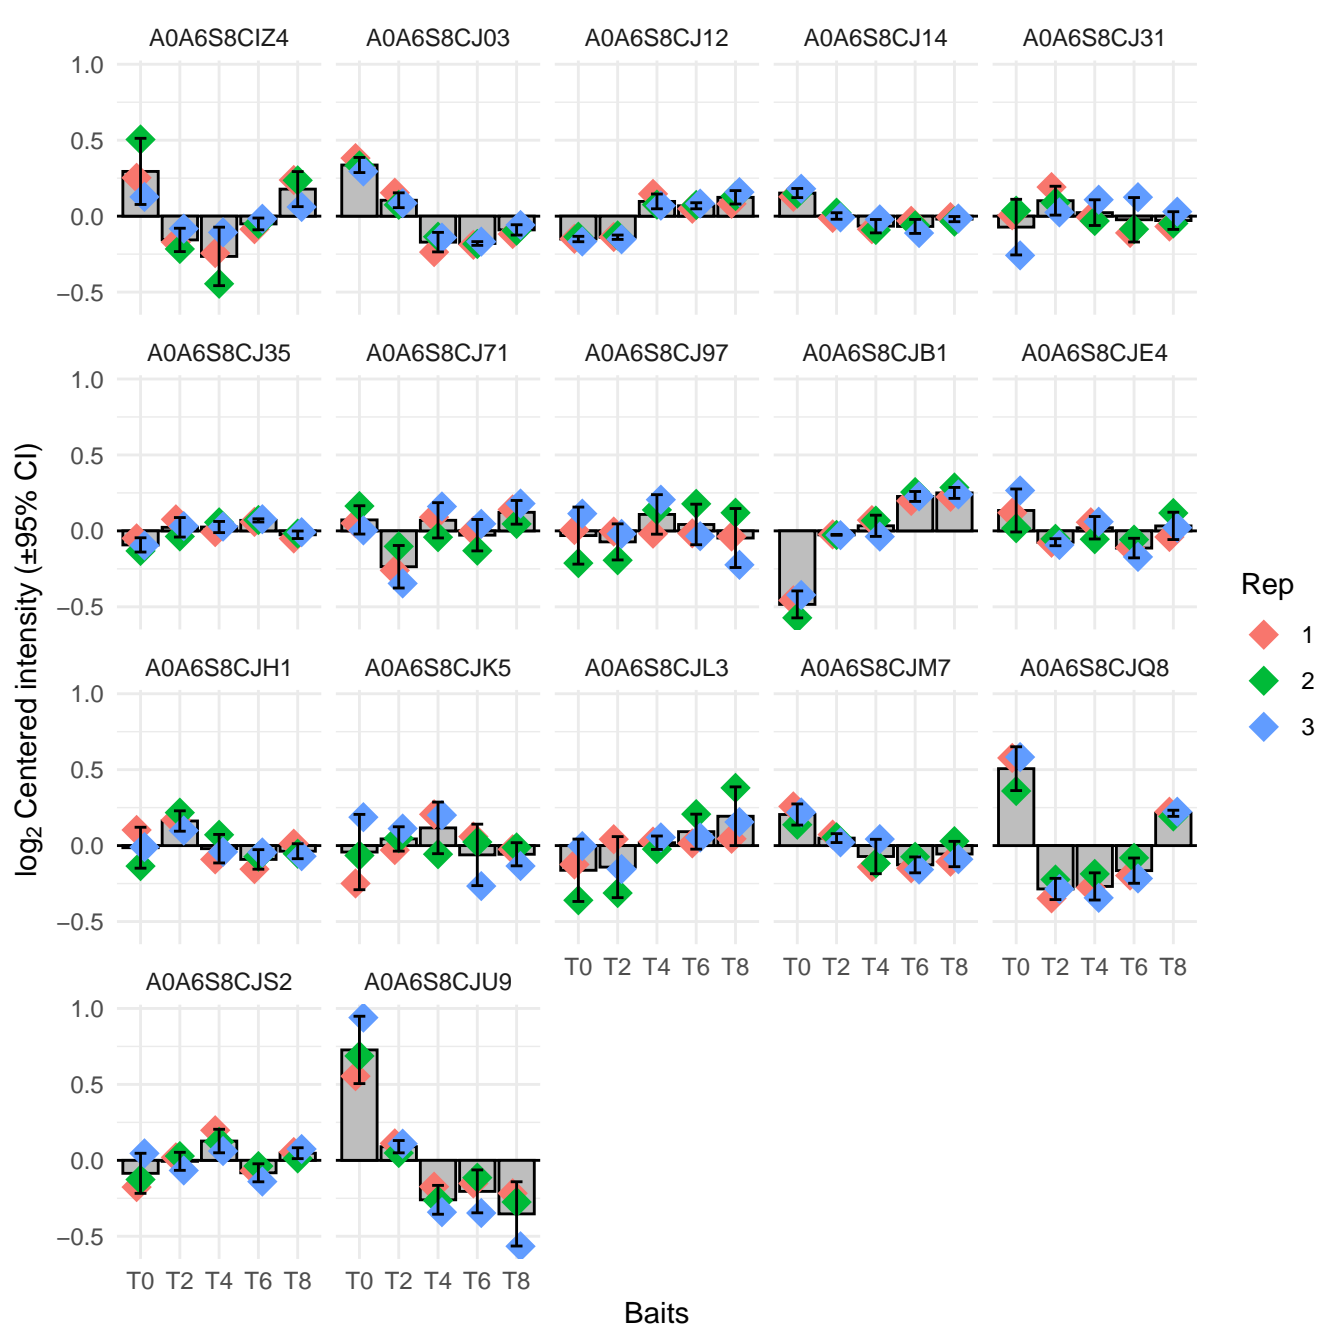 A0A6S8CIZ4 A0A6S8CJ03 A0A6S8CJ12 A0A6S8CJ14 A0A6S8CJ31
1.0
0.5
0.0
−0.5
A0A6S8CJ35 A0A6S8CJ71 A0A6S8CJ97 A0A6S8CJB1 A0A6S8CJE4
1.0
0.5
0.0
−0.5
A0A6S8CJH1 A0A6S8CJK5 A0A6S8CJL3 A0A6S8CJM7 A0A6S8CJQ8
1.0
0.5
0.0
−0.5
T0 T2 T4 T6 T8 T0 T2 T4 T6 T8 T0 T2 T4 T6 T8
A0A6S8CJS2 A0A6S8CJU9
1.0
0.5
0.0
−0.5
T0 T2 T4 T6 T8 T0 T2 T4 T6 T8
Baits
log₂ Centered intensity (±95% CI)
Rep
1
2
3